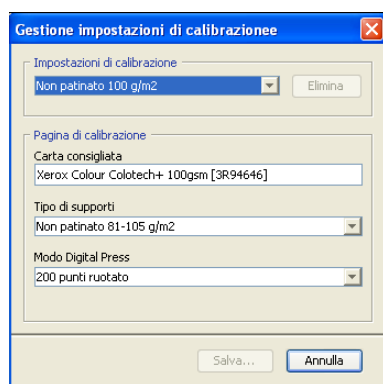 Gestione impostazioni di calibrazionee
Impostazioni di calibrazione
Non patinato 100 g/m2
Elimina
Pagina di calibrazione
Carta consigliata
Xerox Colour Colotech+ 100gsm [3R94646]
Tipo di supporti
Non patinato 81-105 g/m2
Modo Digital Press
200 punti ruotato
Salva... Annulla